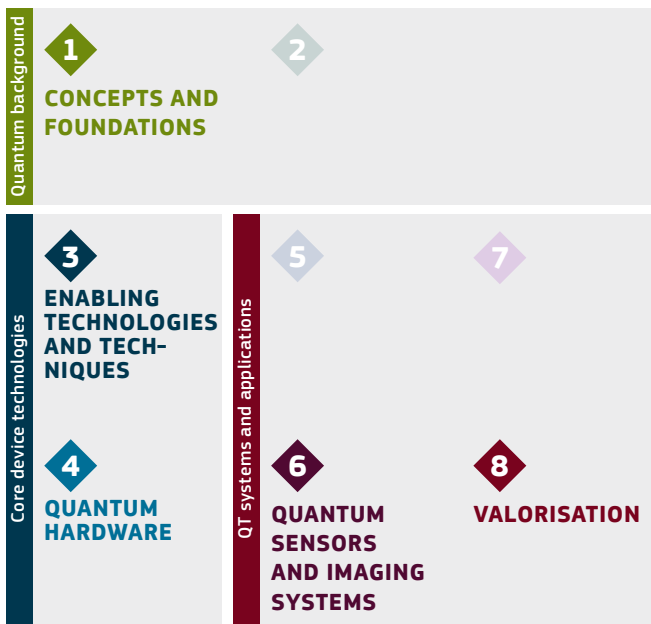 Quantum background
1
CONCEPTS AND
FOUNDATIONS
2
Core device technologies
3
ENABLING
TECHNOLOGIES
AND TECH-
NIQUES
4
QUANTUM
HARDWARE
QT systems and applications
5
7
6
QUANTUM
SENSORS
AND IMAGING
SYSTEMS
8
VALORISATION